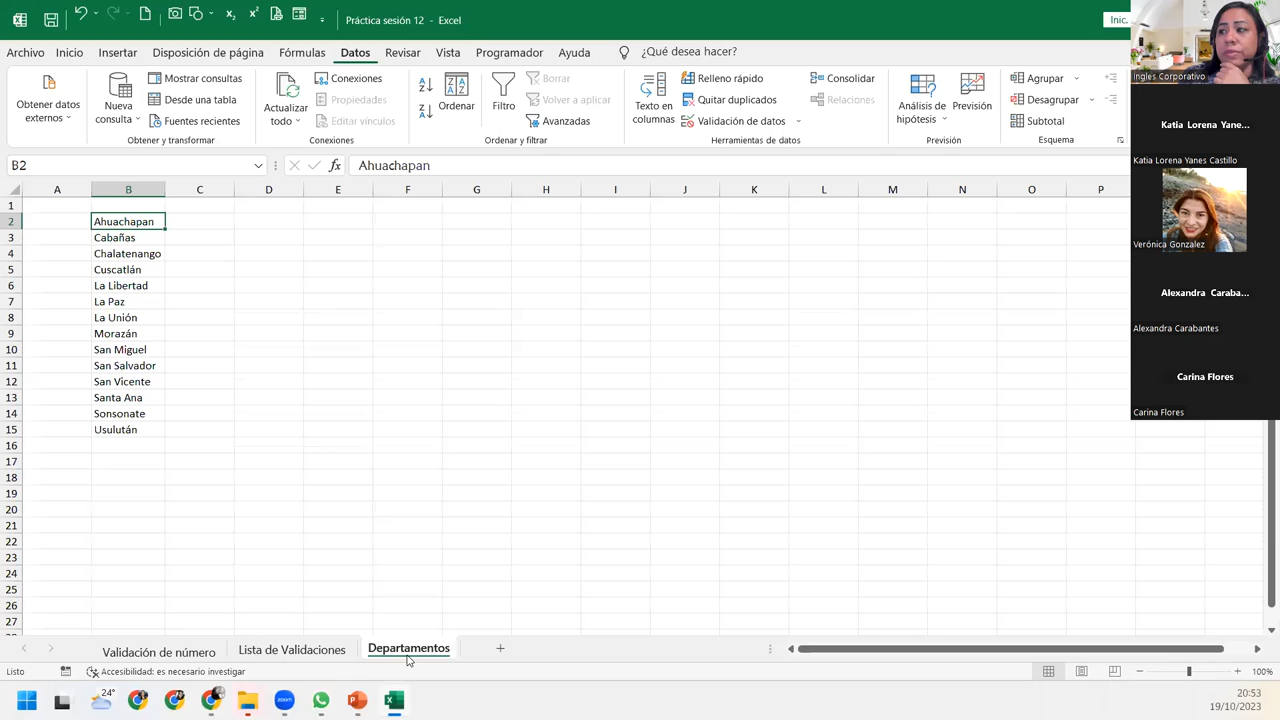 Práctica sesión 12 - Excel
Inic.
Archivo Inicio Insertar Disposición de página Fórmulas Datos Revisar Vista Programador Ayuda ¿Qué desea hacer?
Obtener datos externos
Nueva consulta
Mostrar consultas
Desde una tabla
Fuentes recientes
Obtener y transformar
Actualizar todo
Conexiones
Propiedades
Editar vínculos
Conexiones
Ordenar
Filtro
Borrar
Volver a aplicar
Avanzadas
Ordenar y filtrar
Texto en columnas
Relleno rápido
Quitar duplicados
Validación de datos
Consolidar
Relaciones
Herramientas de datos
Análisis de hipótesis
Previsión
Previsión
Agrupar
Desagrupar
Subtotal
Esquema
B2
fx
Ahuachapan
A B C D E F G H I J K L M N O P
1
2 Ahuachapan
3 Cabañas
4 Chalatenango
5 Cuscatlán
6 La Libertad
7 La Paz
8 La Unión
9 Morazán
10 San Miguel
11 San Salvador
12 San Vicente
13 Santa Ana
14 Sonsonate
15 Usulután
16
17
18
19
20
21
22
23
24
25
26
27
Ingles Corporativo
Katia Lorena Yane...
Katia Lorena Yanes Castillo
Verónica Gonzalez
Alexandra Caraba...
Alexandra Carabantes
Carina Flores
Carina Flores
Validación de número Lista de Validaciones Departamentos
Listo Accesibilidad: es necesario investigar 100%
24°
zoom
20:53
19/10/2023